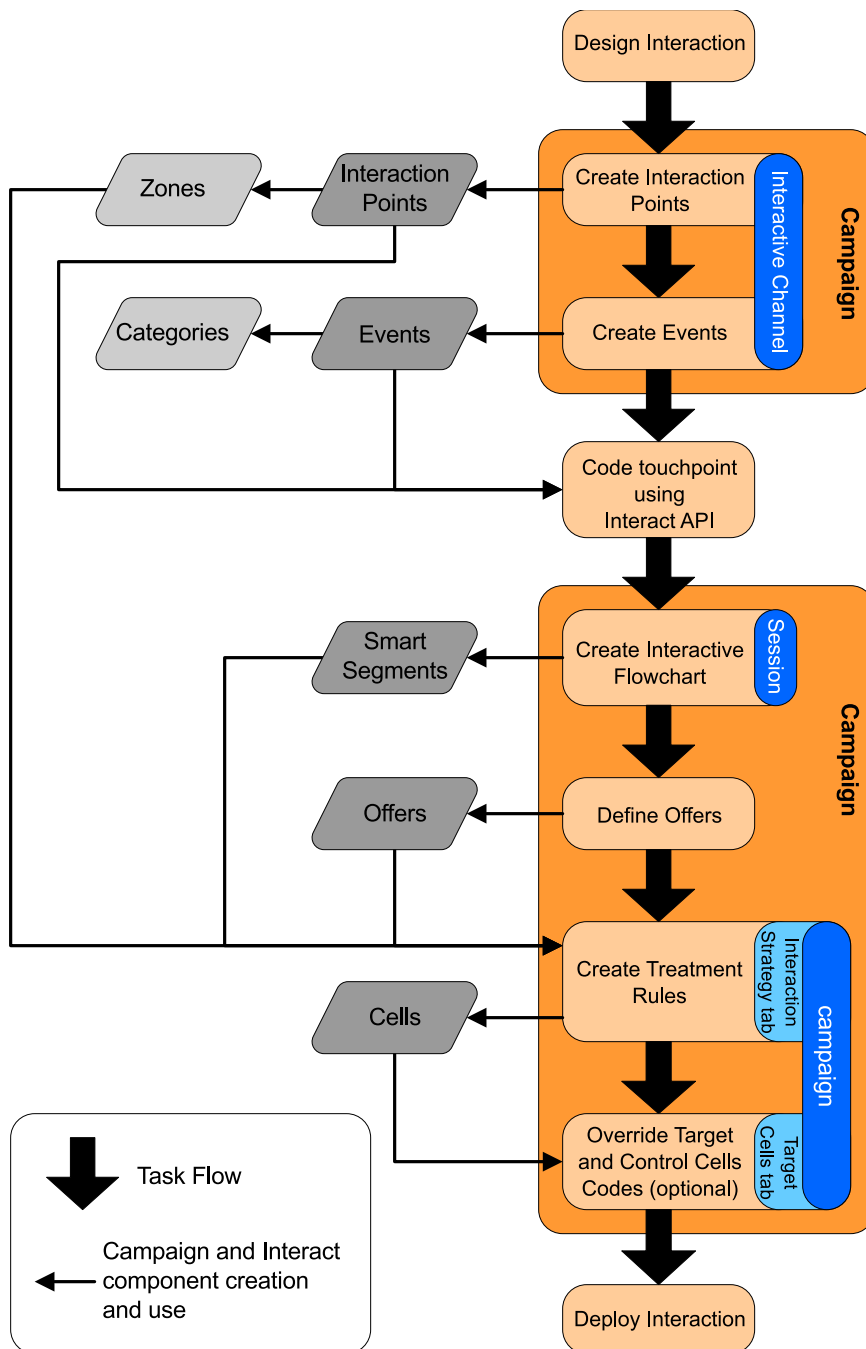 Design Interaction
Zones
Interaction
Points
Create Interaction
Points
Interactive Channel
Campaign
Categories
Events
Create Events
Code touchpoint
using
Interact API
Smart
Segments
Create Interactive
Flowchart
Session
Campaign
Offers
Define Offers
Create Treatment
Rules
Interaction
Strategy tab
campaign
Cells
Override Target
and Control Cells
Codes (optional)
Target
Cells tab
Task Flow
Campaign and Interact
component creation
and use
Deploy Interaction